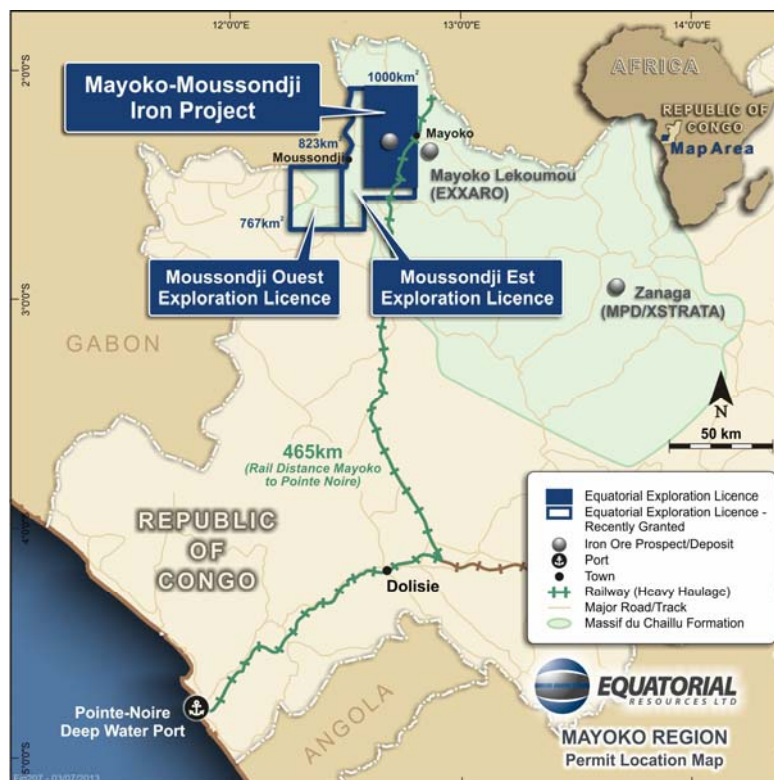 12°0'0"E
13°0'0"E
14°0'0"E
2°0'0"S
3°0'0"S
4°0'0"S
5°0'0"S
Mayoko-Moussondji
Iron Project
1000km²
823km²
Moussondji
767km²
Mayoko
Mayoko Lekoumou
(EXXARO)
AFRICA
REPUBLIC OF
CONGO
Map Area
Moussondji Ouest
Exploration Licence
Moussondji Est
Exploration Licence
Zanaga
(MPD/XSTRATA)
GABON
N
50 km
465km
(Rail Distance Mayoko
to Pointe Noire)
REPUBLIC
OF
CONGO
Dolisie
Pointe-Noire
Deep Water Port
ANGOLA
Equatorial Exploration Licence
Equatorial Exploration Licence -
Recently Granted
Iron Ore Prospect/Deposit
Port
Town
Railway (Heavy Haulage)
Major Road/Track
Massif du Chaillu Formation
EQUATORIAL
RESOURCES LTD
MAYOKO REGION
Permit Location Map